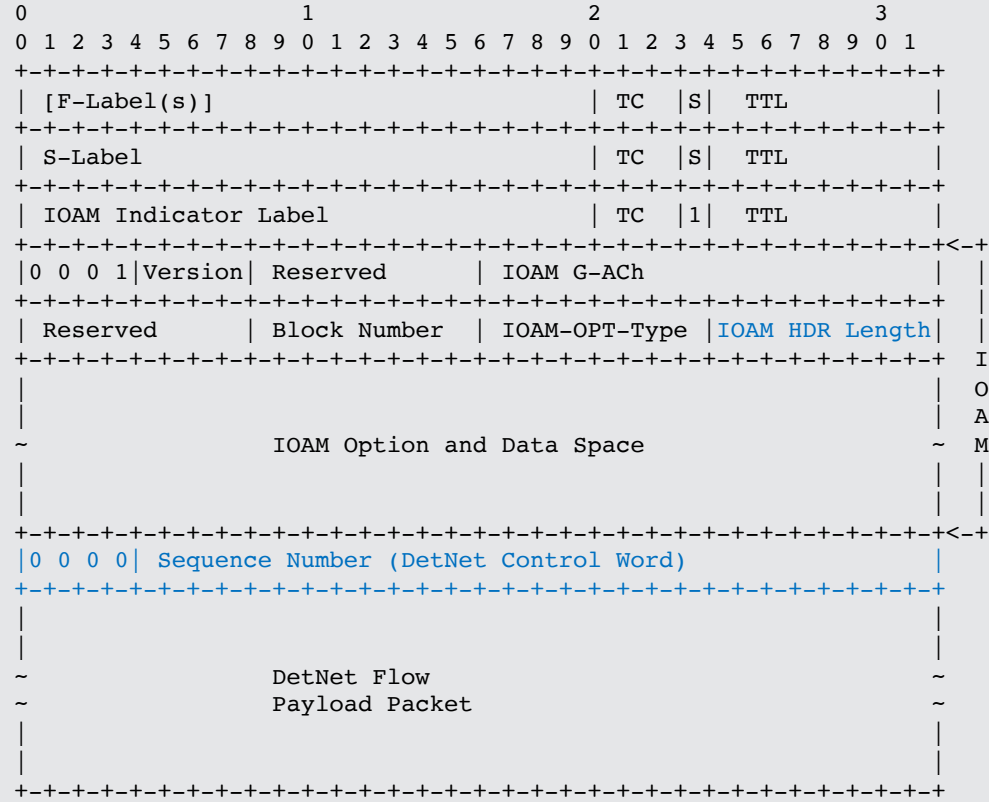 0                   1                   2                   3
0 1 2 3 4 5 6 7 8 9 0 1 2 3 4 5 6 7 8 9 0 1 2 3 4 5 6 7 8 9 0 1
+-+-+-+-+-+-+-+-+-+-+-+-+-+-+-+-+-+-+-+-+-+-+-+-+-+-+-+-+-+-+-+-+
| [F-Label(s)]                          | TC  |S|  TTL          |
+-+-+-+-+-+-+-+-+-+-+-+-+-+-+-+-+-+-+-+-+-+-+-+-+-+-+-+-+-+-+-+-+
| S-Label                               | TC  |S|  TTL          |
+-+-+-+-+-+-+-+-+-+-+-+-+-+-+-+-+-+-+-+-+-+-+-+-+-+-+-+-+-+-+-+-+
| IOAM Indicator Label                  | TC  |1|  TTL          |
+-+-+-+-+-+-+-+-+-+-+-+-+-+-+-+-+-+-+-+-+-+-+-+-+-+-+-+-+-+-+-+-+<-+
|0 0 0 1|Version| Reserved      | IOAM G-ACh                    |  |
+-+-+-+-+-+-+-+-+-+-+-+-+-+-+-+-+-+-+-+-+-+-+-+-+-+-+-+-+-+-+-+-+  |
| Reserved      | Block Number  | IOAM-OPT-Type |IOAM HDR Length|  |
+-+-+-+-+-+-+-+-+-+-+-+-+-+-+-+-+-+-+-+-+-+-+-+-+-+-+-+-+-+-+-+-+  I
|                                                               |  O
|                                                               |  A
~                 IOAM Option and Data Space                    ~  M
|                                                               |  |
|                                                               |  |
+-+-+-+-+-+-+-+-+-+-+-+-+-+-+-+-+-+-+-+-+-+-+-+-+-+-+-+-+-+-+-+-+<-+
|0 0 0 0| Sequence Number (DetNet Control Word)                 |
+-+-+-+-+-+-+-+-+-+-+-+-+-+-+-+-+-+-+-+-+-+-+-+-+-+-+-+-+-+-+-+-+
|                                                               |
|                                                               |
~                 DetNet Flow                                   ~
~                 Payload Packet                                ~
|                                                               |
|                                                               |
+-+-+-+-+-+-+-+-+-+-+-+-+-+-+-+-+-+-+-+-+-+-+-+-+-+-+-+-+-+-+-+-+